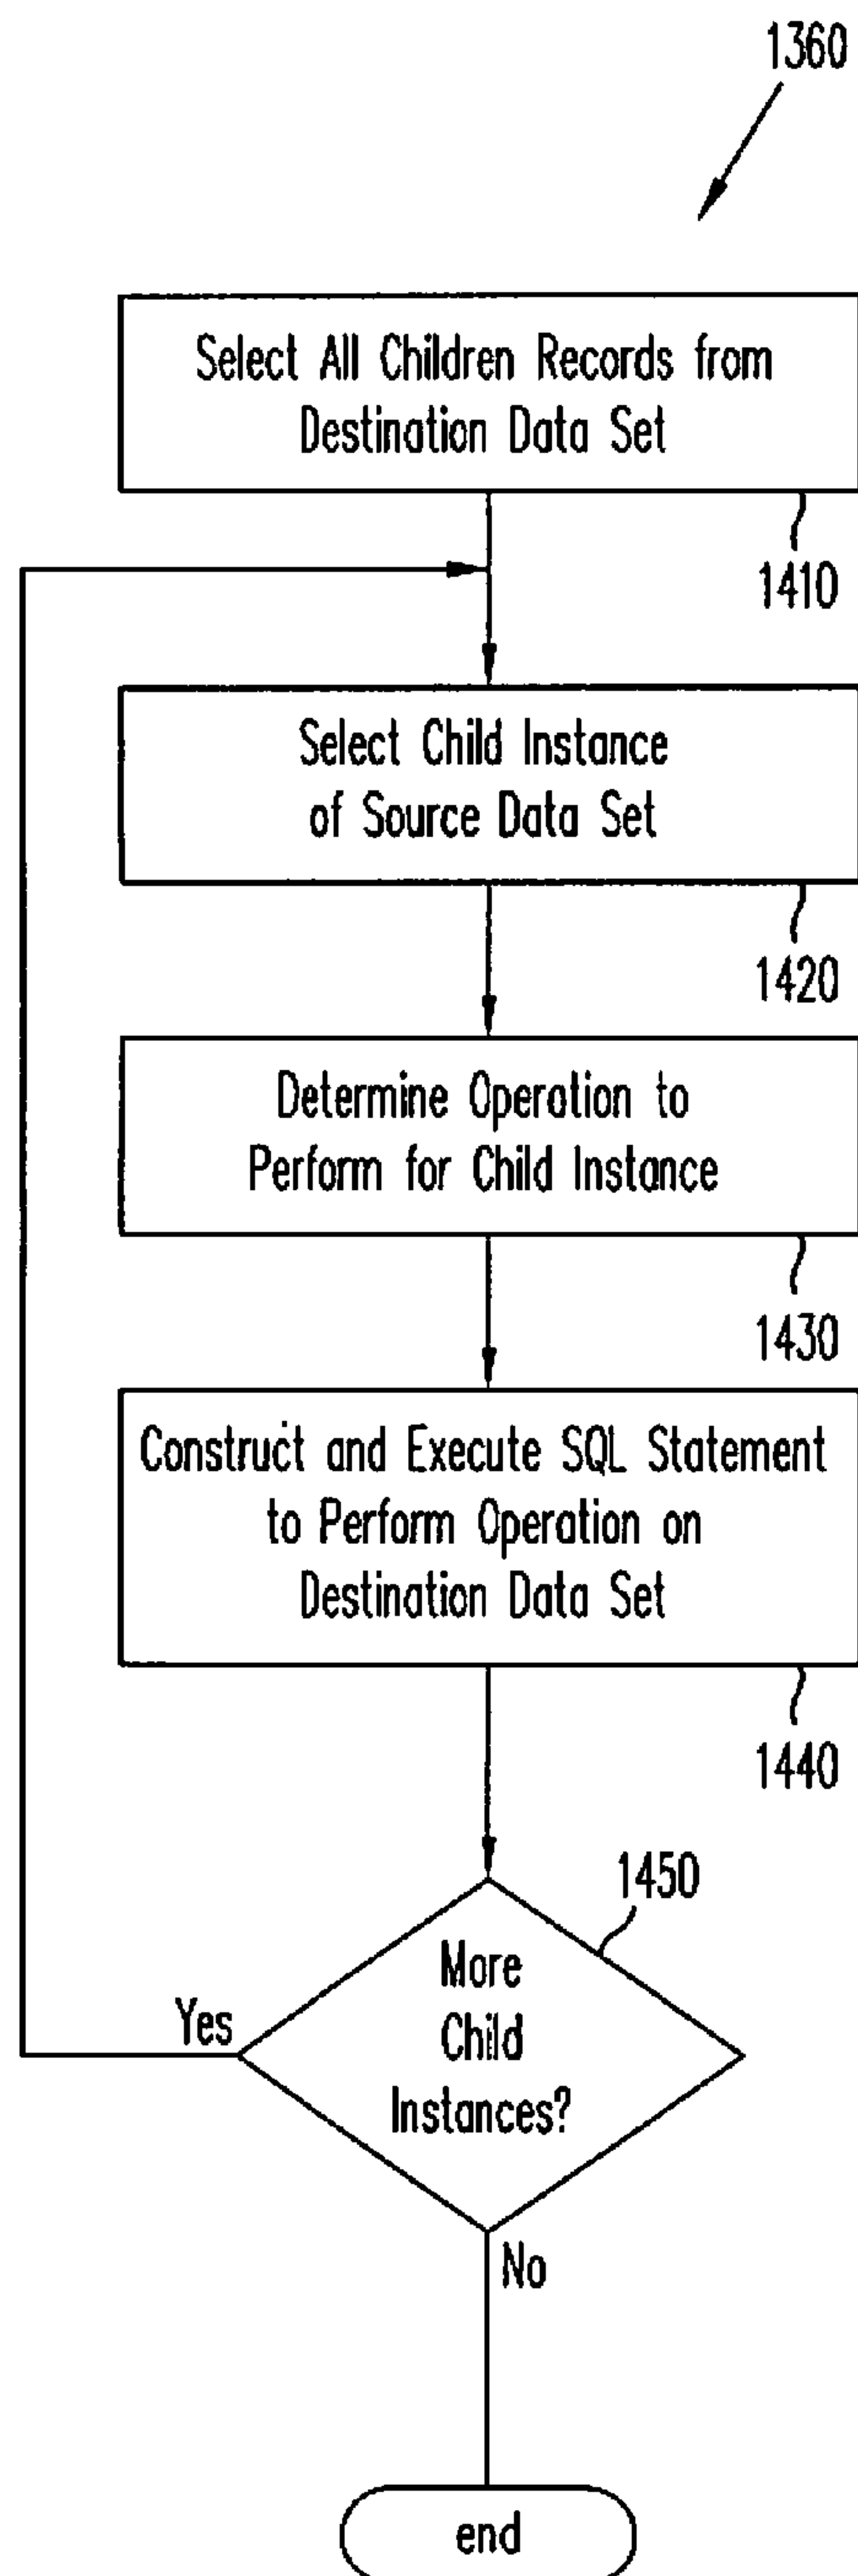 1360
Select All Children Records from
Destination Data Set
1410
Select Child Instance
of Source Data Set
1420
Determine Operation to
Perform for Child Instance
1430
Construct and Execute SQL Statement
to Perform Operation on
Destination Data Set
1440
1450
More
Child
Instances?
Yes
No
end